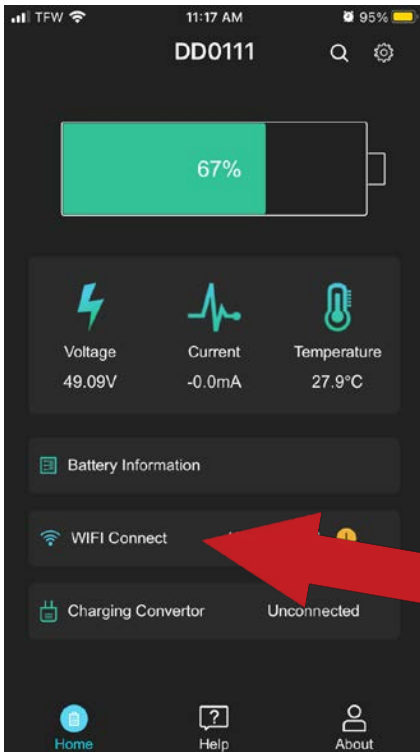 TFW 11:17 AM 95%
DD0111
67%
Voltage Current Temperature
49.09V -0.0mA 27.9°C
Battery Information
WIFI Connect
Charging Convertor Unconnected
Home Help About